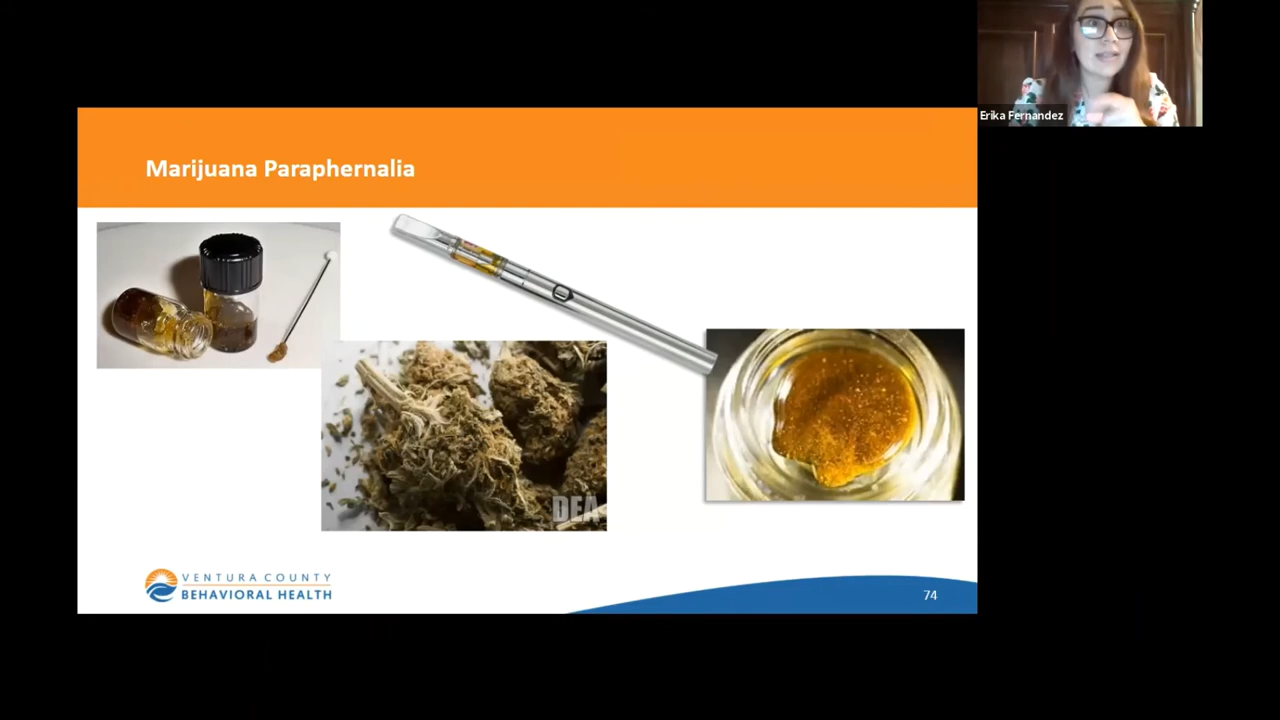 Erika Fernandez
Marijuana Paraphernalia
DEA
VENTURA COUNTY
BEHAVIORAL HEALTH
74